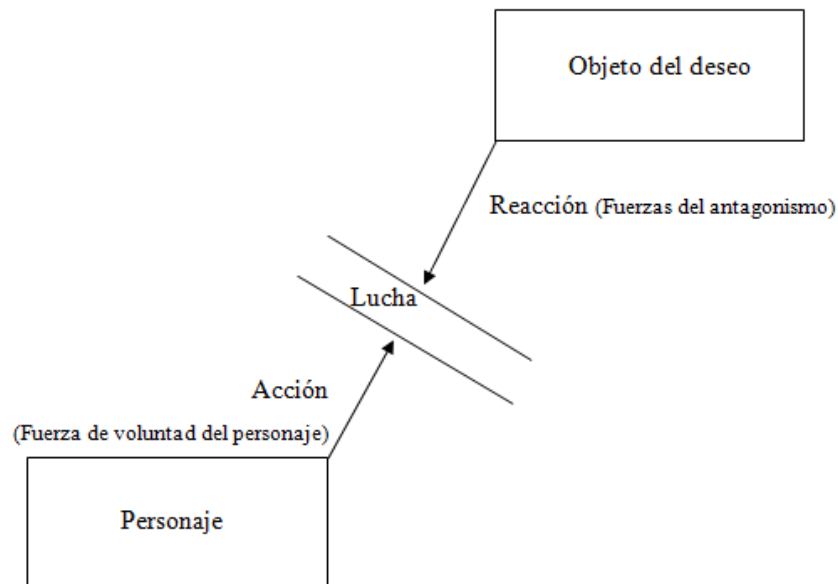 Objeto del deseo
Reacción (Fuerzas del antagonismo)
Lucha
Acción
(Fuerza de voluntad del personaje)
Personaje